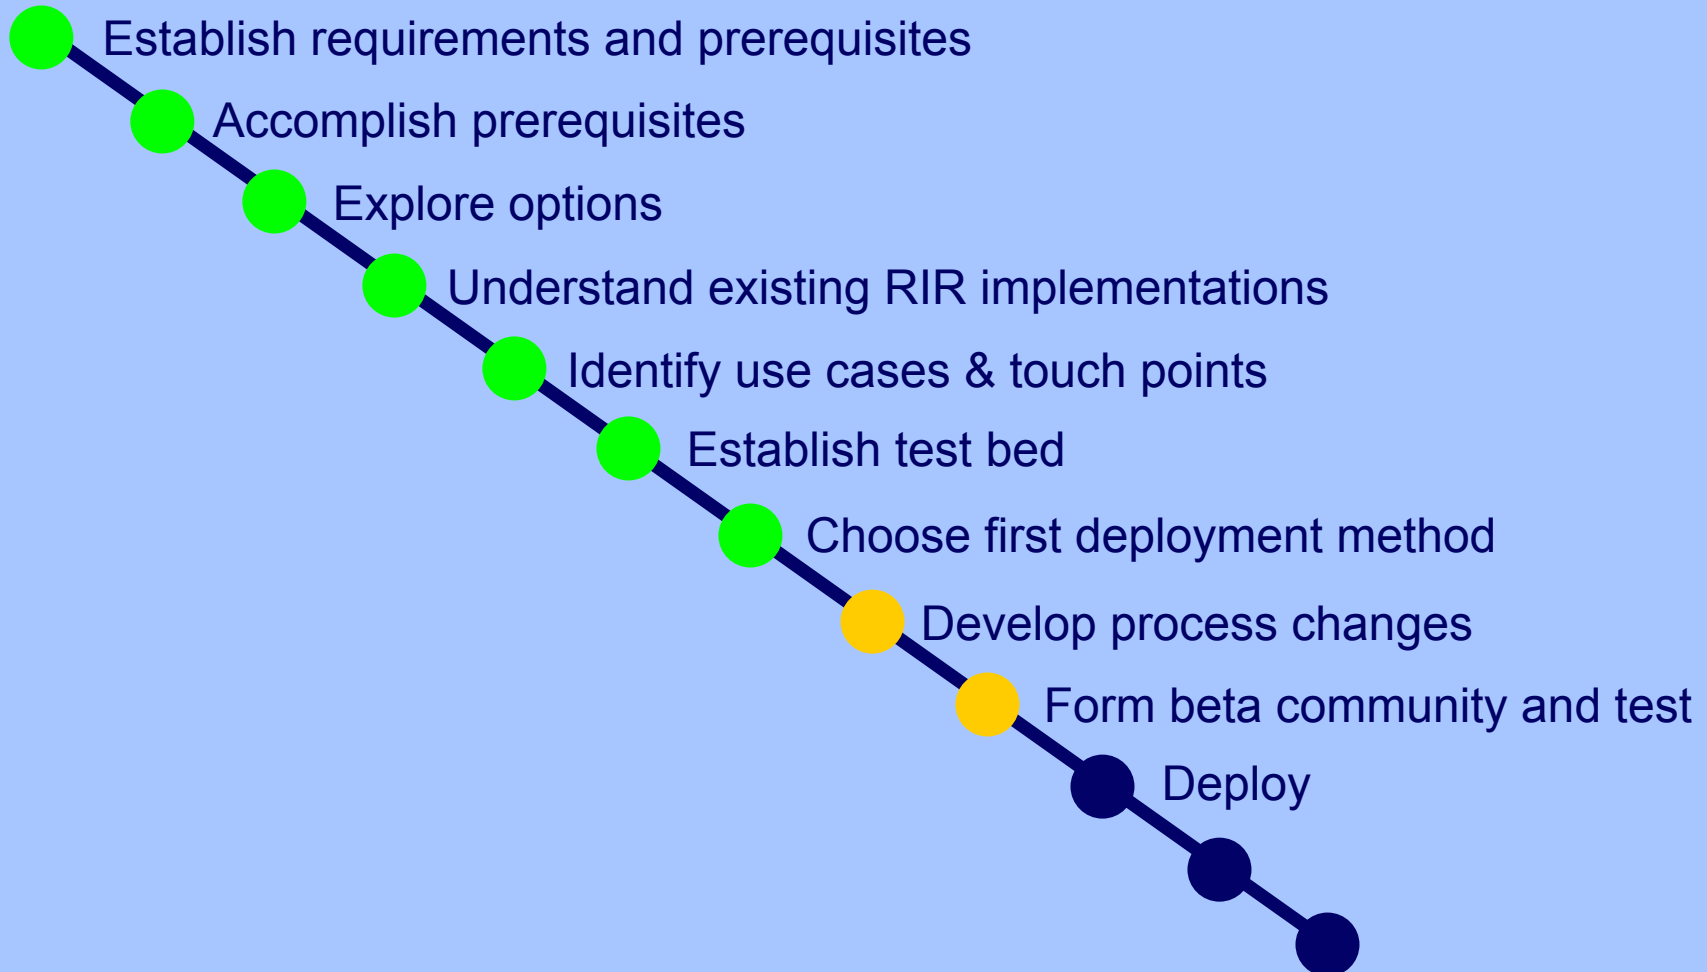 Establish requirements and prerequisites
Accomplish prerequisites
Explore options
Understand existing RIR implementations
Identify use cases & touch points
Establish test bed
Choose first deployment method
Develop process changes
Form beta community and test
Deploy